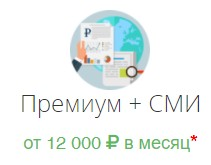 ₽
Премиум + СМИ
от 12 000 ₽ в месяц*